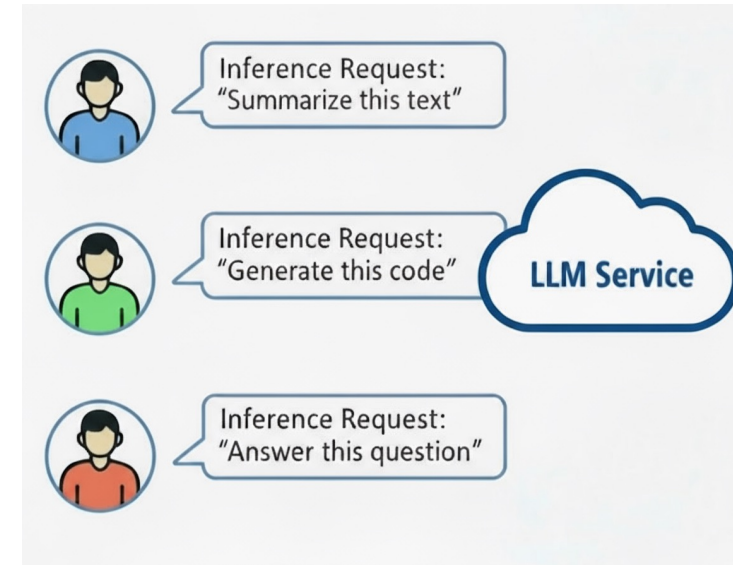 Inference Request:
“Summarize this text”
Inference Request:
“Generate this code”
LLM Service
Inference Request:
“Answer this question”